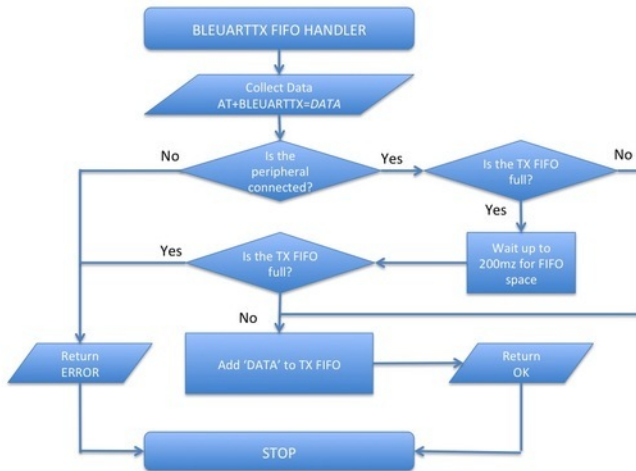 BLEUARTTX FIFO HANDLER
Collect Data
AT+BLEUARTTX=DATA
No
Is the
peripheral
connected?
Yes
Is the TX FIFO
full?
No
Yes
Wait up to
200mz for FIFO
space
Yes
Is the TX FIFO
full?
No
Return
ERROR
Add ‘DATA’ to TX FIFO
Return
OK
STOP